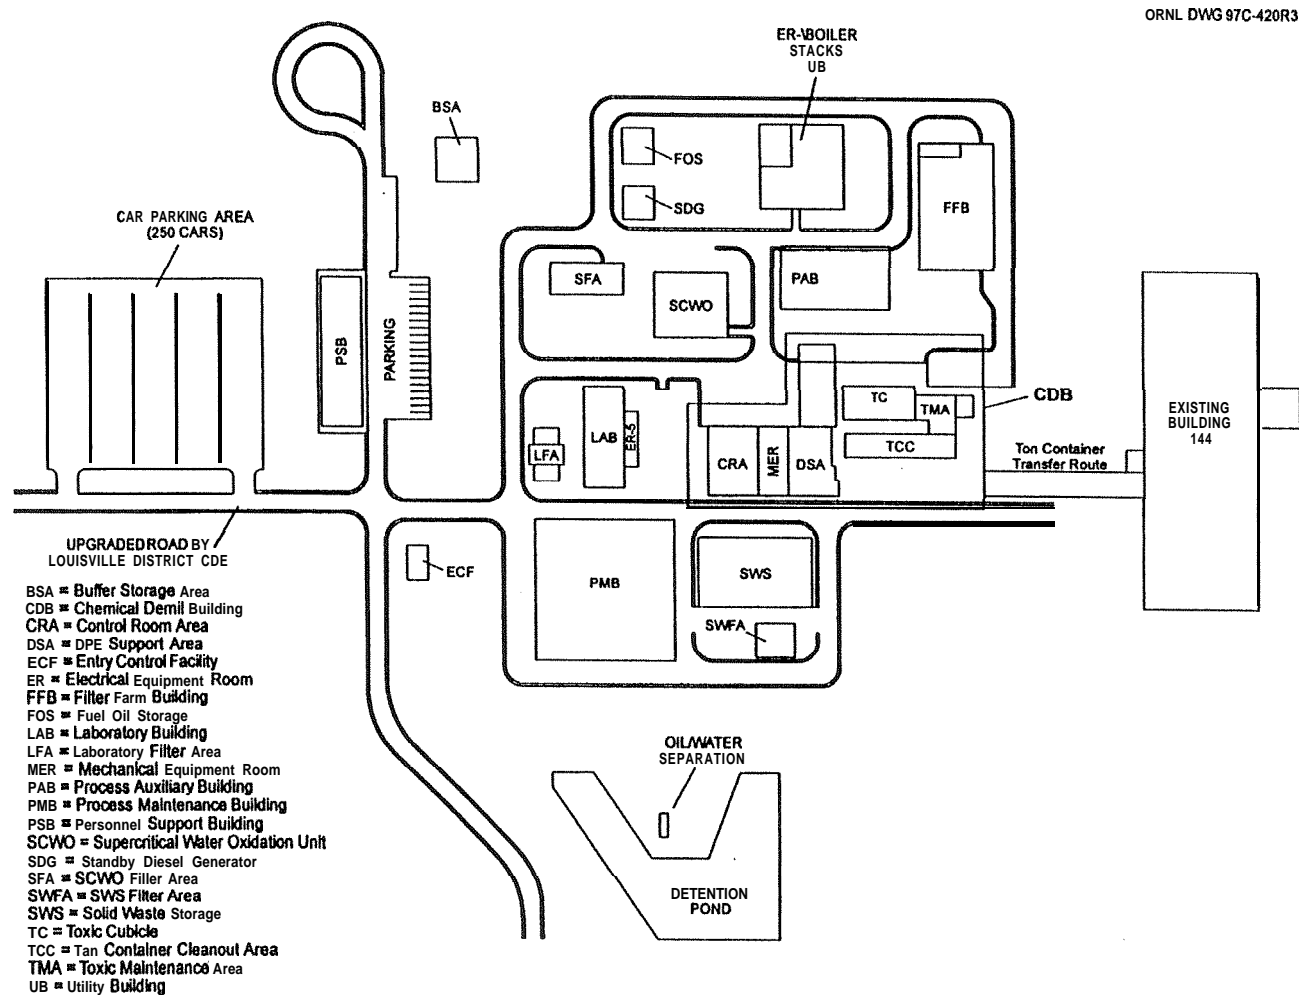 ORNL DWG 97C-420R3
ER-\BOILER
STACKS
UB
BSA
FOS
SDG
FFB
CAR PARKING AREA
(250 CARS)
SFA
SCWO
PAB
PSB
PARKING
CDB
TC
TMA
TCC
EXISTING
BUILDING
144
LAB
ER-5
LFA
CRA
MER
DSA
Ton Container
Transfer Route
UPGRADED ROAD BY
LOUISVILLE DISTRICT CDE
ECF
PMB
SWS
SWFA
BSA = Buffer Storage Area
CDB = Chemical Demil Building
CRA = Control Room Area
DSA = DPE Support Area
ECF = Entry Control Facility
ER = Electrical Equipment Room
FFB = Filter Farm Building
FOS = Fuel Oil Storage
LAB = Laboratory Building
LFA = Laboratory Filter Area
MER = Mechanical Equipment Room
PAB = Process Auxiliary Building
PMB = Process Maintenance Building
PSB = Personnel Support Building
SCWO = Supercritical Water Oxidation Unit
SDG = Standby Diesel Generator
SFA = SCWO Filler Area
SWFA = SWS Filter Area
SWS = Solid Waste Storage
TC = Toxic Cubicle
TCC = Tan Container Cleanout Area
TMA = Toxic Maintenance Area
UB = Utility Building
OIL/WATER
SEPARATION
DETENTION
POND